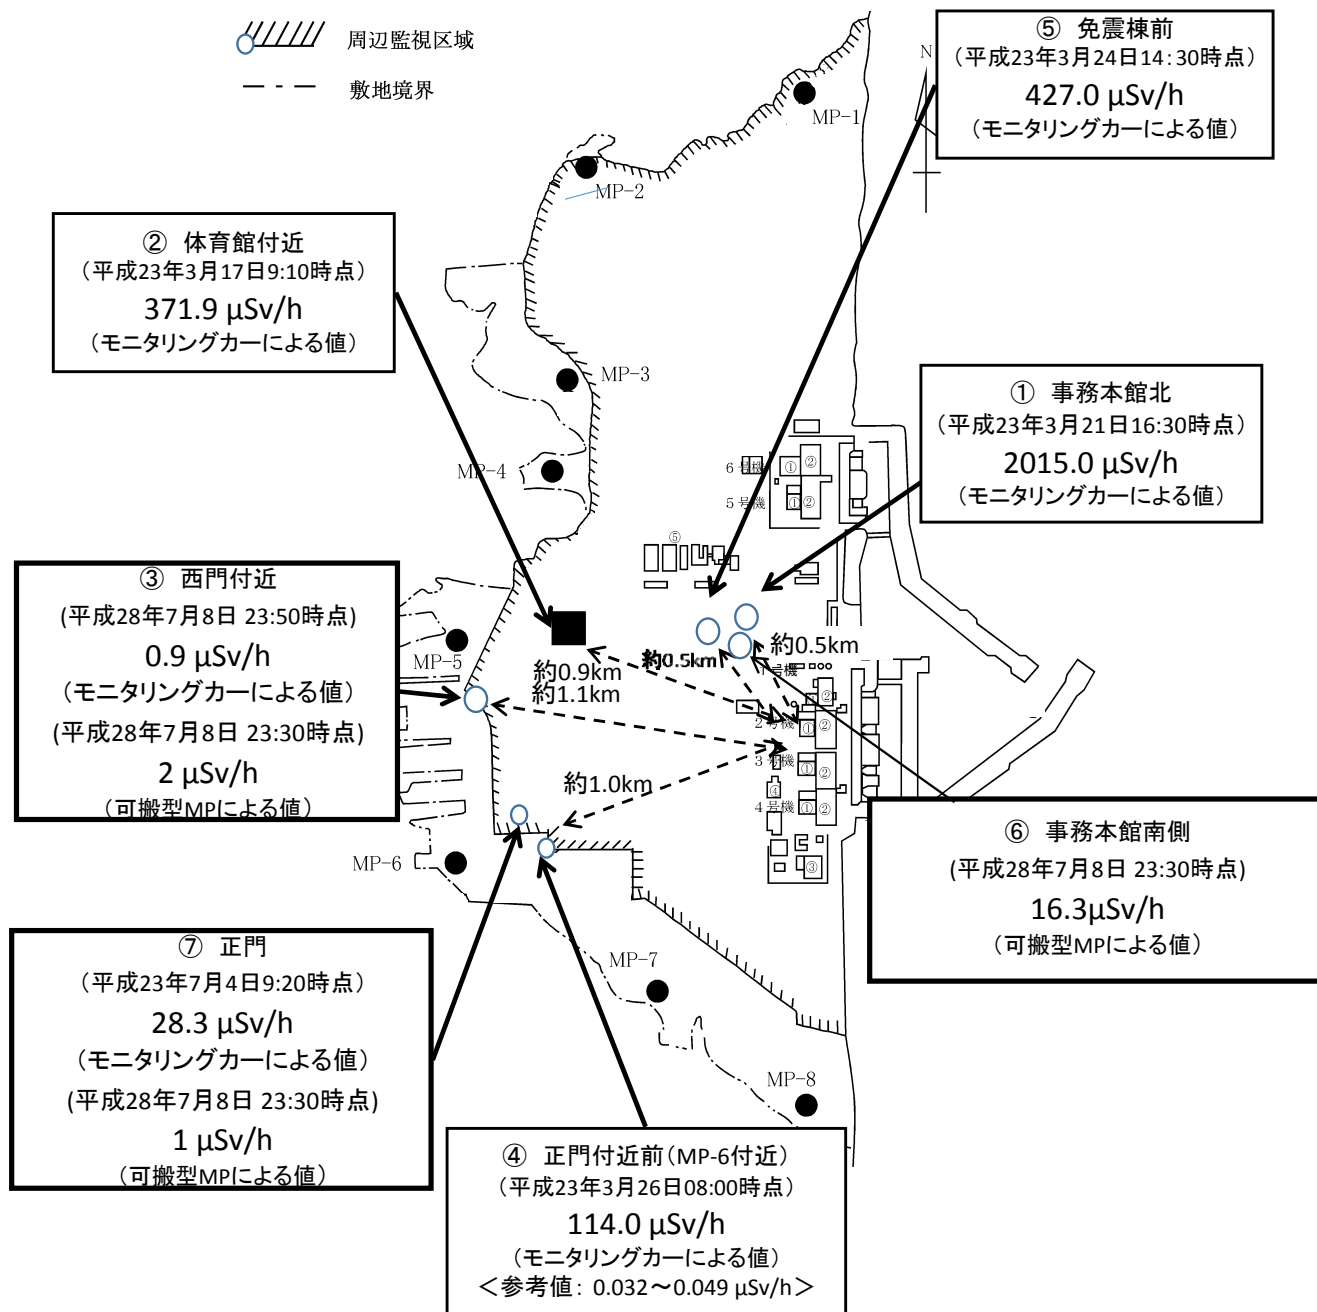 周辺監視区域
敷地境界
⑤ 免震棟前
(平成23年3月24日14:30時点)
427.0 μSv/h
(モニタリングカーによる値)
N
MP-1
MP-2
② 体育館付近
(平成23年3月17日9:10時点)
371.9 μSv/h
(モニタリングカーによる値)
MP-3
① 事務本館北
(平成23年3月21日16:30時点)
2015.0 μSv/h
(モニタリングカーによる値)
MP-4
6号機
①
②
5号機
①
②
⑤
③ 西門付近
(平成28年7月8日 23:50時点)
0.9 μSv/h
(モニタリングカーによる値)
(平成28年7月8日 23:30時点)
2 μSv/h
(可搬型MPによる値)
MP-5
約0.9km
約1.1km
約0.5km
約0.5km
1号機
②
2号機
①
②
3号機
①
②
④
4号機
①
②
③
約1.0km
MP-6
⑥ 事務本館南側
(平成28年7月8日 23:30時点)
16.3μSv/h
(可搬型MPによる値)
⑦ 正門
(平成23年7月4日9:20時点)
28.3 μSv/h
(モニタリングカーによる値)
(平成28年7月8日 23:30時点)
1 μSv/h
(可搬型MPによる値)
MP-7
MP-8
④ 正門付近前(MP-6付近)
(平成23年3月26日08:00時点)
114.0 μSv/h
(モニタリングカーによる値)
<参考値: 0.032～0.049 μSv/h>